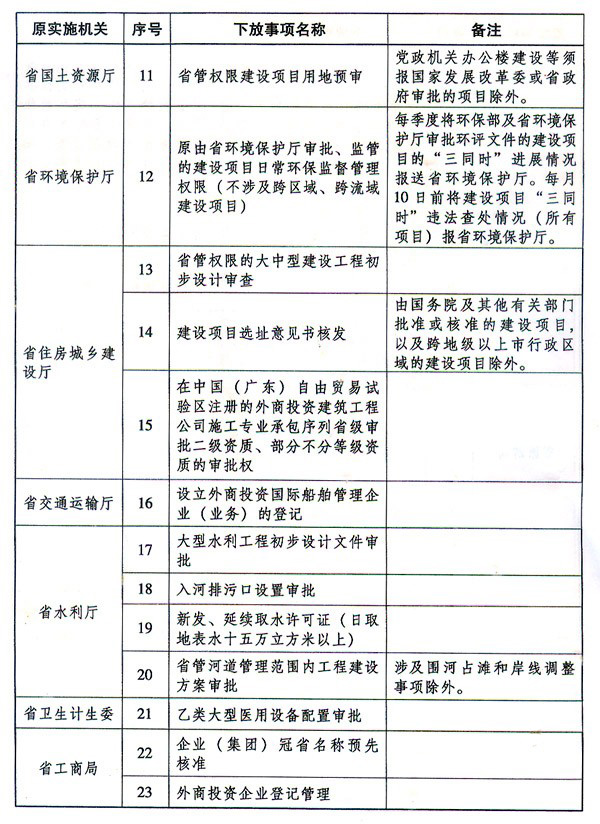 原实施机关 序号 下放事项名称 备注
省国土资源厅 11 省管权限建设项目用地预审
党政机关办公楼建设等须
报国家发展改革委或省政
府审批的项目除外。
省环境保护厅 12
原由省环境保护厅审批、监管
的建设项目日常环保监督管理
权限（不涉及跨区域、跨流域
建设项目）
每季度将环保部及省环境保
护厅审批环评文件的建设项
目的“三同时”进展情况
报送省环境保护厅。每月
10日前将建设项目“三同
时”违法查处情况（所有
项目）报省环境保护厅。
省住房城乡建
设厅
13
省管权限的大中型建设工程初
步设计审查
14 建设项目选址意见书核发
由国务院及其他有关部门
批准或核准的建设项目，
以及跨地级以上市行政区
域的建设项目除外。
15
在中国（广东）自由贸易试
验区注册的外商投资建筑工程
公司施工专业承包序列省级审
批二级资质、部分不分等级资
质的审批权
省交通运输厅 16
设立外商投资国际船舶管理企
业（业务）的登记
省水利厅
17
大型水利工程初步设计文件审
批
18 入河排污口设置审批
19
新发、延续取水许可证（日取
地表水十五万立方米以上）
20
省管河道管理范围内工程建设
方案审批
涉及围河占滩和岸线调整
事项除外。
省卫生计生委 21 乙类大型医用设备配置审批
省工商局
22
企业（集团）冠省名称预先
核准
23 外商投资企业登记管理